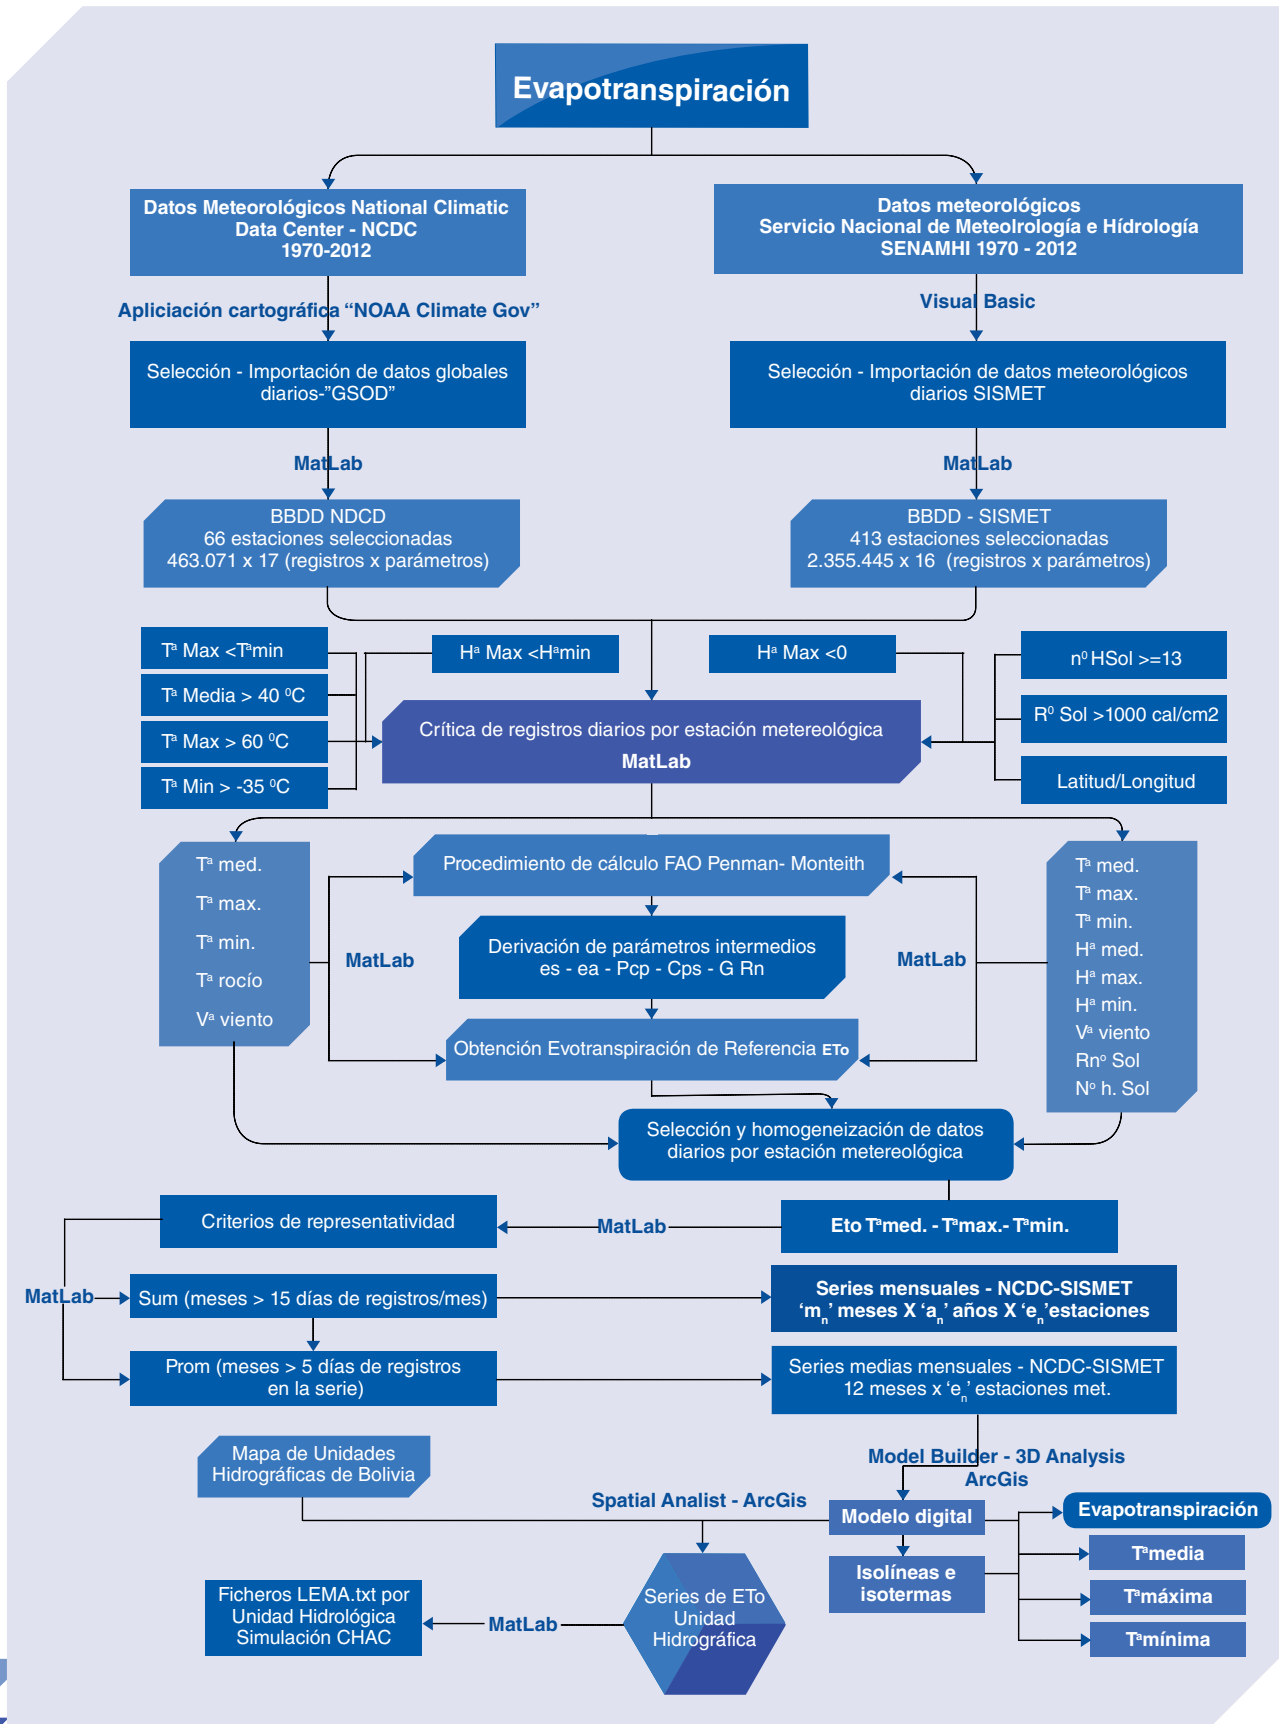 Evapotranspiración
Datos Meteorológicos National Climatic
Data Center - NCDC
1970-2012
Datos meteorológicos
Servicio Nacional de Meteolrología e Hídrología
SENAMHI 1970 - 2012
Apliciación cartográfica “NOAA Climate Gov”
Visual Basic
Selección - Importación de datos globales
diarios-”GSOD”
Selección - Importación de datos meteorológicos
diarios SISMET
MatLab
MatLab
BBDD NDCD
66 estaciones seleccionadas
463.071 x 17 (registros x parámetros)
BBDD - SISMET
413 estaciones seleccionadas
2.355.445 x 16 (registros x parámetros)
Tª Max <Tªmin
Tª Media > 40 ⁰C
Tª Max > 60 ⁰C
Tª Min > -35 ⁰C
Hª Max <Hªmin
Hª Max <0
n⁰ HSol >=13
R⁰ Sol >1000 cal/cm2
Latitud/Longitud
Crítica de registros diarios por estación metereológica
MatLab
Tª med.
Tª max.
Tª min.
Tª rocío
Vª viento
MatLab
Procedimiento de cálculo FAO Penman- Monteith
Derivación de parámetros intermedios
es - ea - Pcp - Cps - G Rn
Obtención Evotranspiración de Referencia ETo
MatLab
Tª med.
Tª max.
Tª min.
Hª med.
Hª max.
Hª min.
Vª viento
Rnº Sol
Nº h. Sol
Selección y homogeneización de datos
diarios por estación metereológica
Criterios de representatividad
MatLab
Eto Tªmed. - Tªmax.- Tªmin.
MatLab
Sum (meses > 15 días de registros/mes)
Series mensuales - NCDC-SISMET
‘mₙ’ meses X ‘aₙ’ años X ‘eₙ’estaciones
Prom (meses > 5 días de registros
en la serie)
Series medias mensuales - NCDC-SISMET
12 meses x ‘eₙ’ estaciones met.
Mapa de Unidades
Hidrográficas de Bolivia
Model Builder - 3D Analysis
ArcGis
Spatial Analist - ArcGis
Modelo digital
Isolíneas e
isotermas
Evapotranspiración
Tªmedia
Tªmáxima
Tªmínima
Series de ETo
Unidad
Hidrográfica
MatLab
Ficheros LEMA.txt por
Unidad Hidrológica
Simulación CHAC